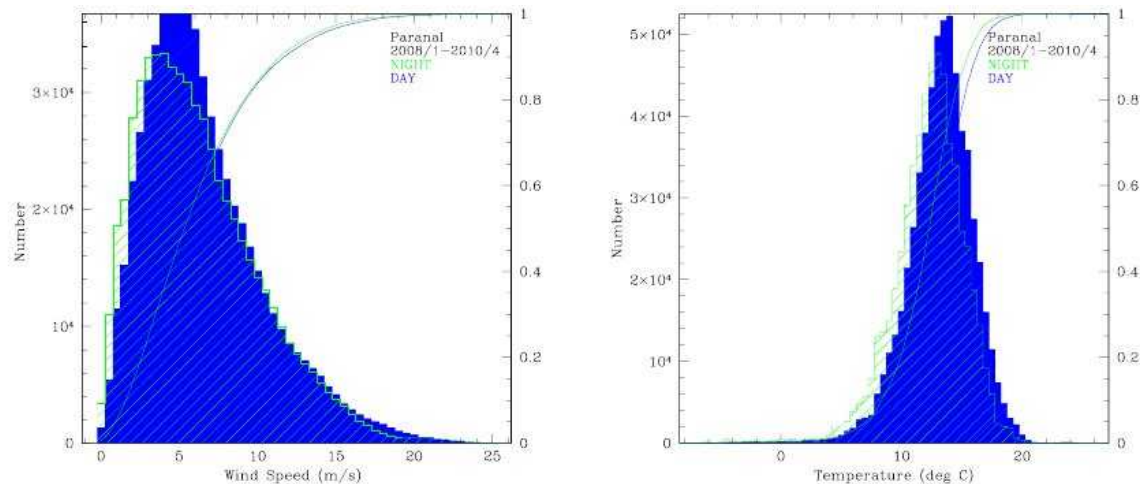 Paranal
2008/1-2010/4
NIGHT
DAY
Number
3×10⁴
2×10⁴
10⁴
0
1
0.8
0.6
0.4
0.2
0
0 5 10 15 20 25
Wind Speed (m/s)
Paranal
2008/1-2010/4
NIGHT
DAY
Number
5×10⁴
4×10⁴
3×10⁴
2×10⁴
10⁴
0
1
0.8
0.6
0.4
0.2
0
0 10 20
Temperature (deg C)